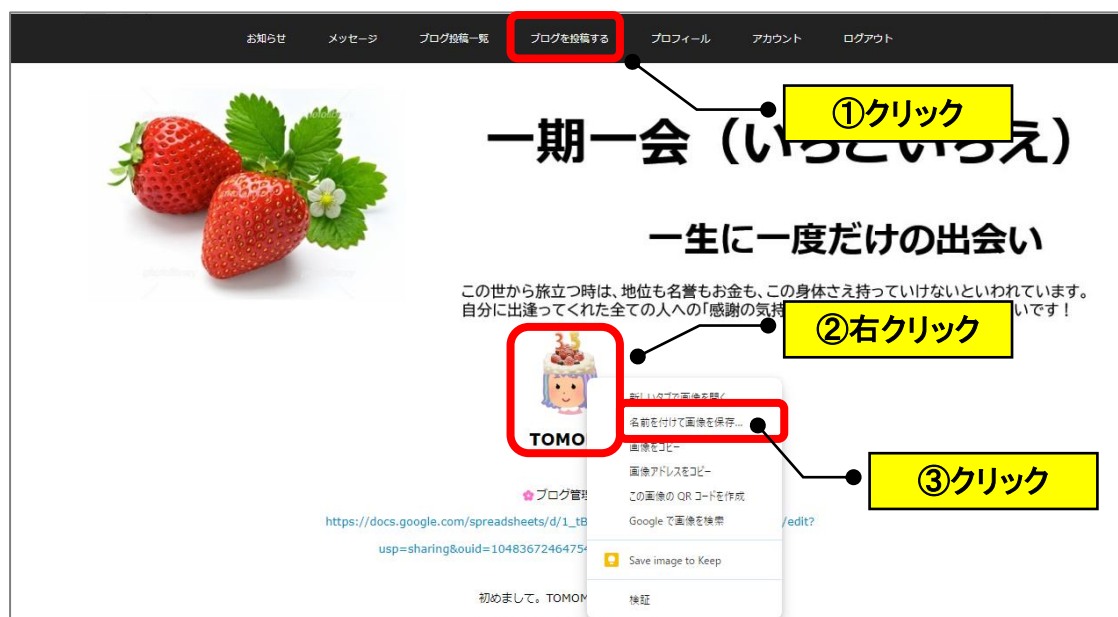 お知らせ メッセージ ブログ投稿一覧 ブログを投稿する プロフィール アカウント ログアウト
①クリック
一期一会（いちごいちえ）
一生に一度だけの出会い
この世から旅立つ時は、地位も名誉もお金も、この身体さえ持っていけないといわれています。
自分に出逢ってくれた全ての人への「感謝の気持 いです！
②右クリック
33
新しいタブで画像を開く
名前を付けて画像を保存...
TOMO
画像をコピー
画像アドレスをコピー
③クリック
ブログ管理 この画像の QR コードを作成
https://docs.google.com/spreadsheets/d/1_tB Google で画像を検索 /edit?
usp=sharing&ouid=10483672464754
Save image to Keep
初めまして。TOMOM 検証